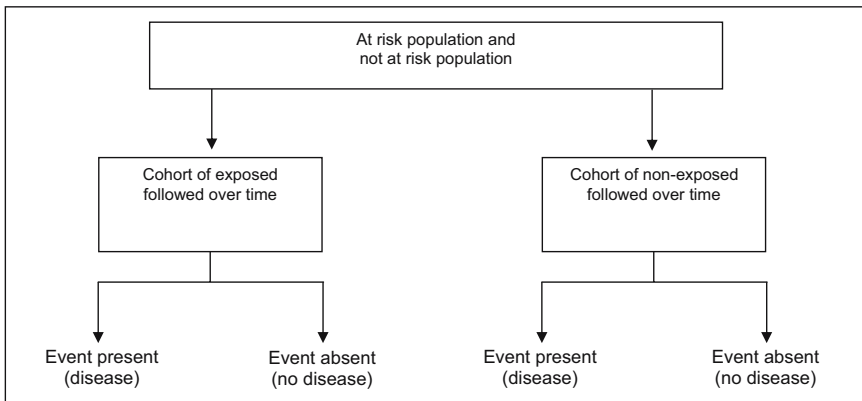 At risk population and
not at risk population
Cohort of exposed
followed over time
Cohort of non-exposed
followed over time
Event present
(disease)
Event absent
(no disease)
Event present
(disease)
Event absent
(no disease)